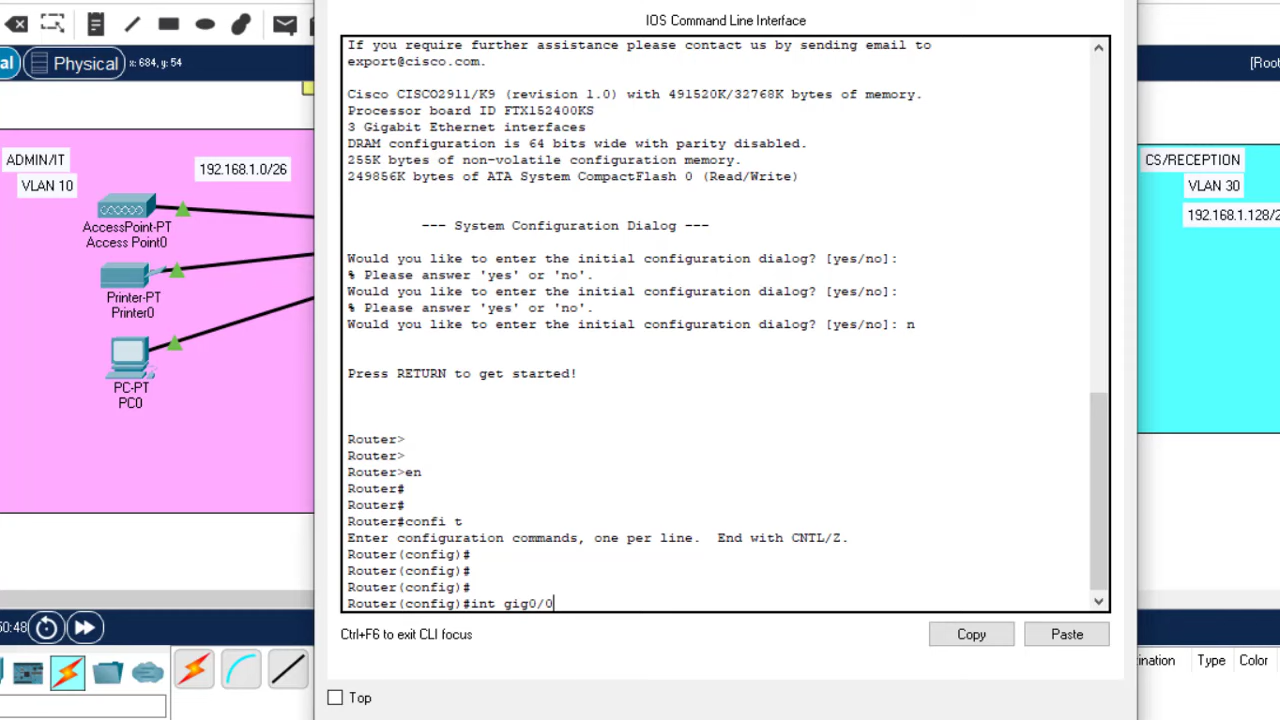 IOS Command Line Interface
al
Physical
x: 684, y: 54
[Root
If you require further assistance please contact us by sending email to
export@cisco.com.
Cisco CISCO2911/K9 (revision 1.0) with 491520K/32768K bytes of memory.
Processor board ID FTX152400KS
3 Gigabit Ethernet interfaces
DRAM configuration is 64 bits wide with parity disabled.
255K bytes of non-volatile configuration memory.
249856K bytes of ATA System CompactFlash 0 (Read/Write)
--- System Configuration Dialog ---
Would you like to enter the initial configuration dialog? [yes/no]:
% Please answer 'yes' or 'no'.
Would you like to enter the initial configuration dialog? [yes/no]:
% Please answer 'yes' or 'no'.
Would you like to enter the initial configuration dialog? [yes/no]: n
Press RETURN to get started!
Router>
Router>
Router>en
Router#
Router#
Router#confi t
Enter configuration commands, one per line.  End with CNTL/Z.
Router(config)#
Router(config)#
Router(config)#
Router(config)#int gig0/0
Ctrl+F6 to exit CLI focus
Copy
Paste
Top
ADMIN/IT
VLAN 10
192.168.1.0/26
AccessPoint-PT
Access Point0
Printer-PT
Printer0
PC-PT
PC0
CS/RECEPTION
VLAN 30
192.168.1.128/2
50:48
ination
Type
Color